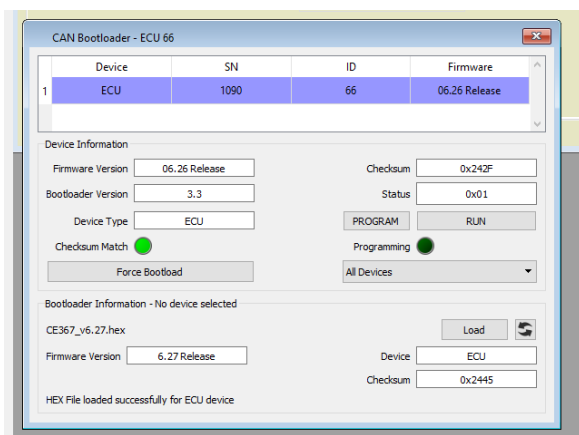 CAN Bootloader - ECU 66
Device SN ID Firmware
1 ECU 1090 66 06.26 Release
Device Information
Firmware Version 06.26 Release Checksum 0x242F
Bootloader Version 3.3 Status 0x01
Device Type ECU PROGRAM RUN
Checksum Match Programming
Force Bootload All Devices
Bootloader Information - No device selected
CE367_v6.27.hex Load
Firmware Version 6.27 Release Device ECU
Checksum 0x2445
HEX File loaded successfully for ECU device